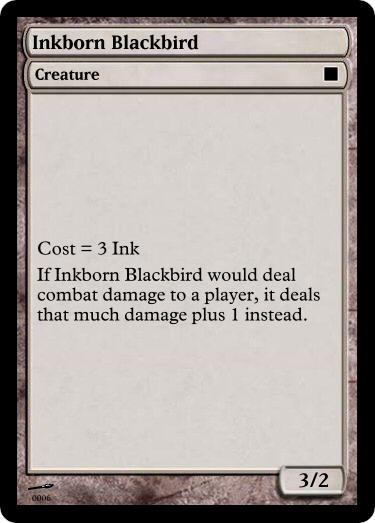 Inkborn Blackbird
Creature
Cost = 3 Ink
If Inkborn Blackbird would deal
combat damage to a player, it deals
that much damage plus 1 instead.
3/2
0006